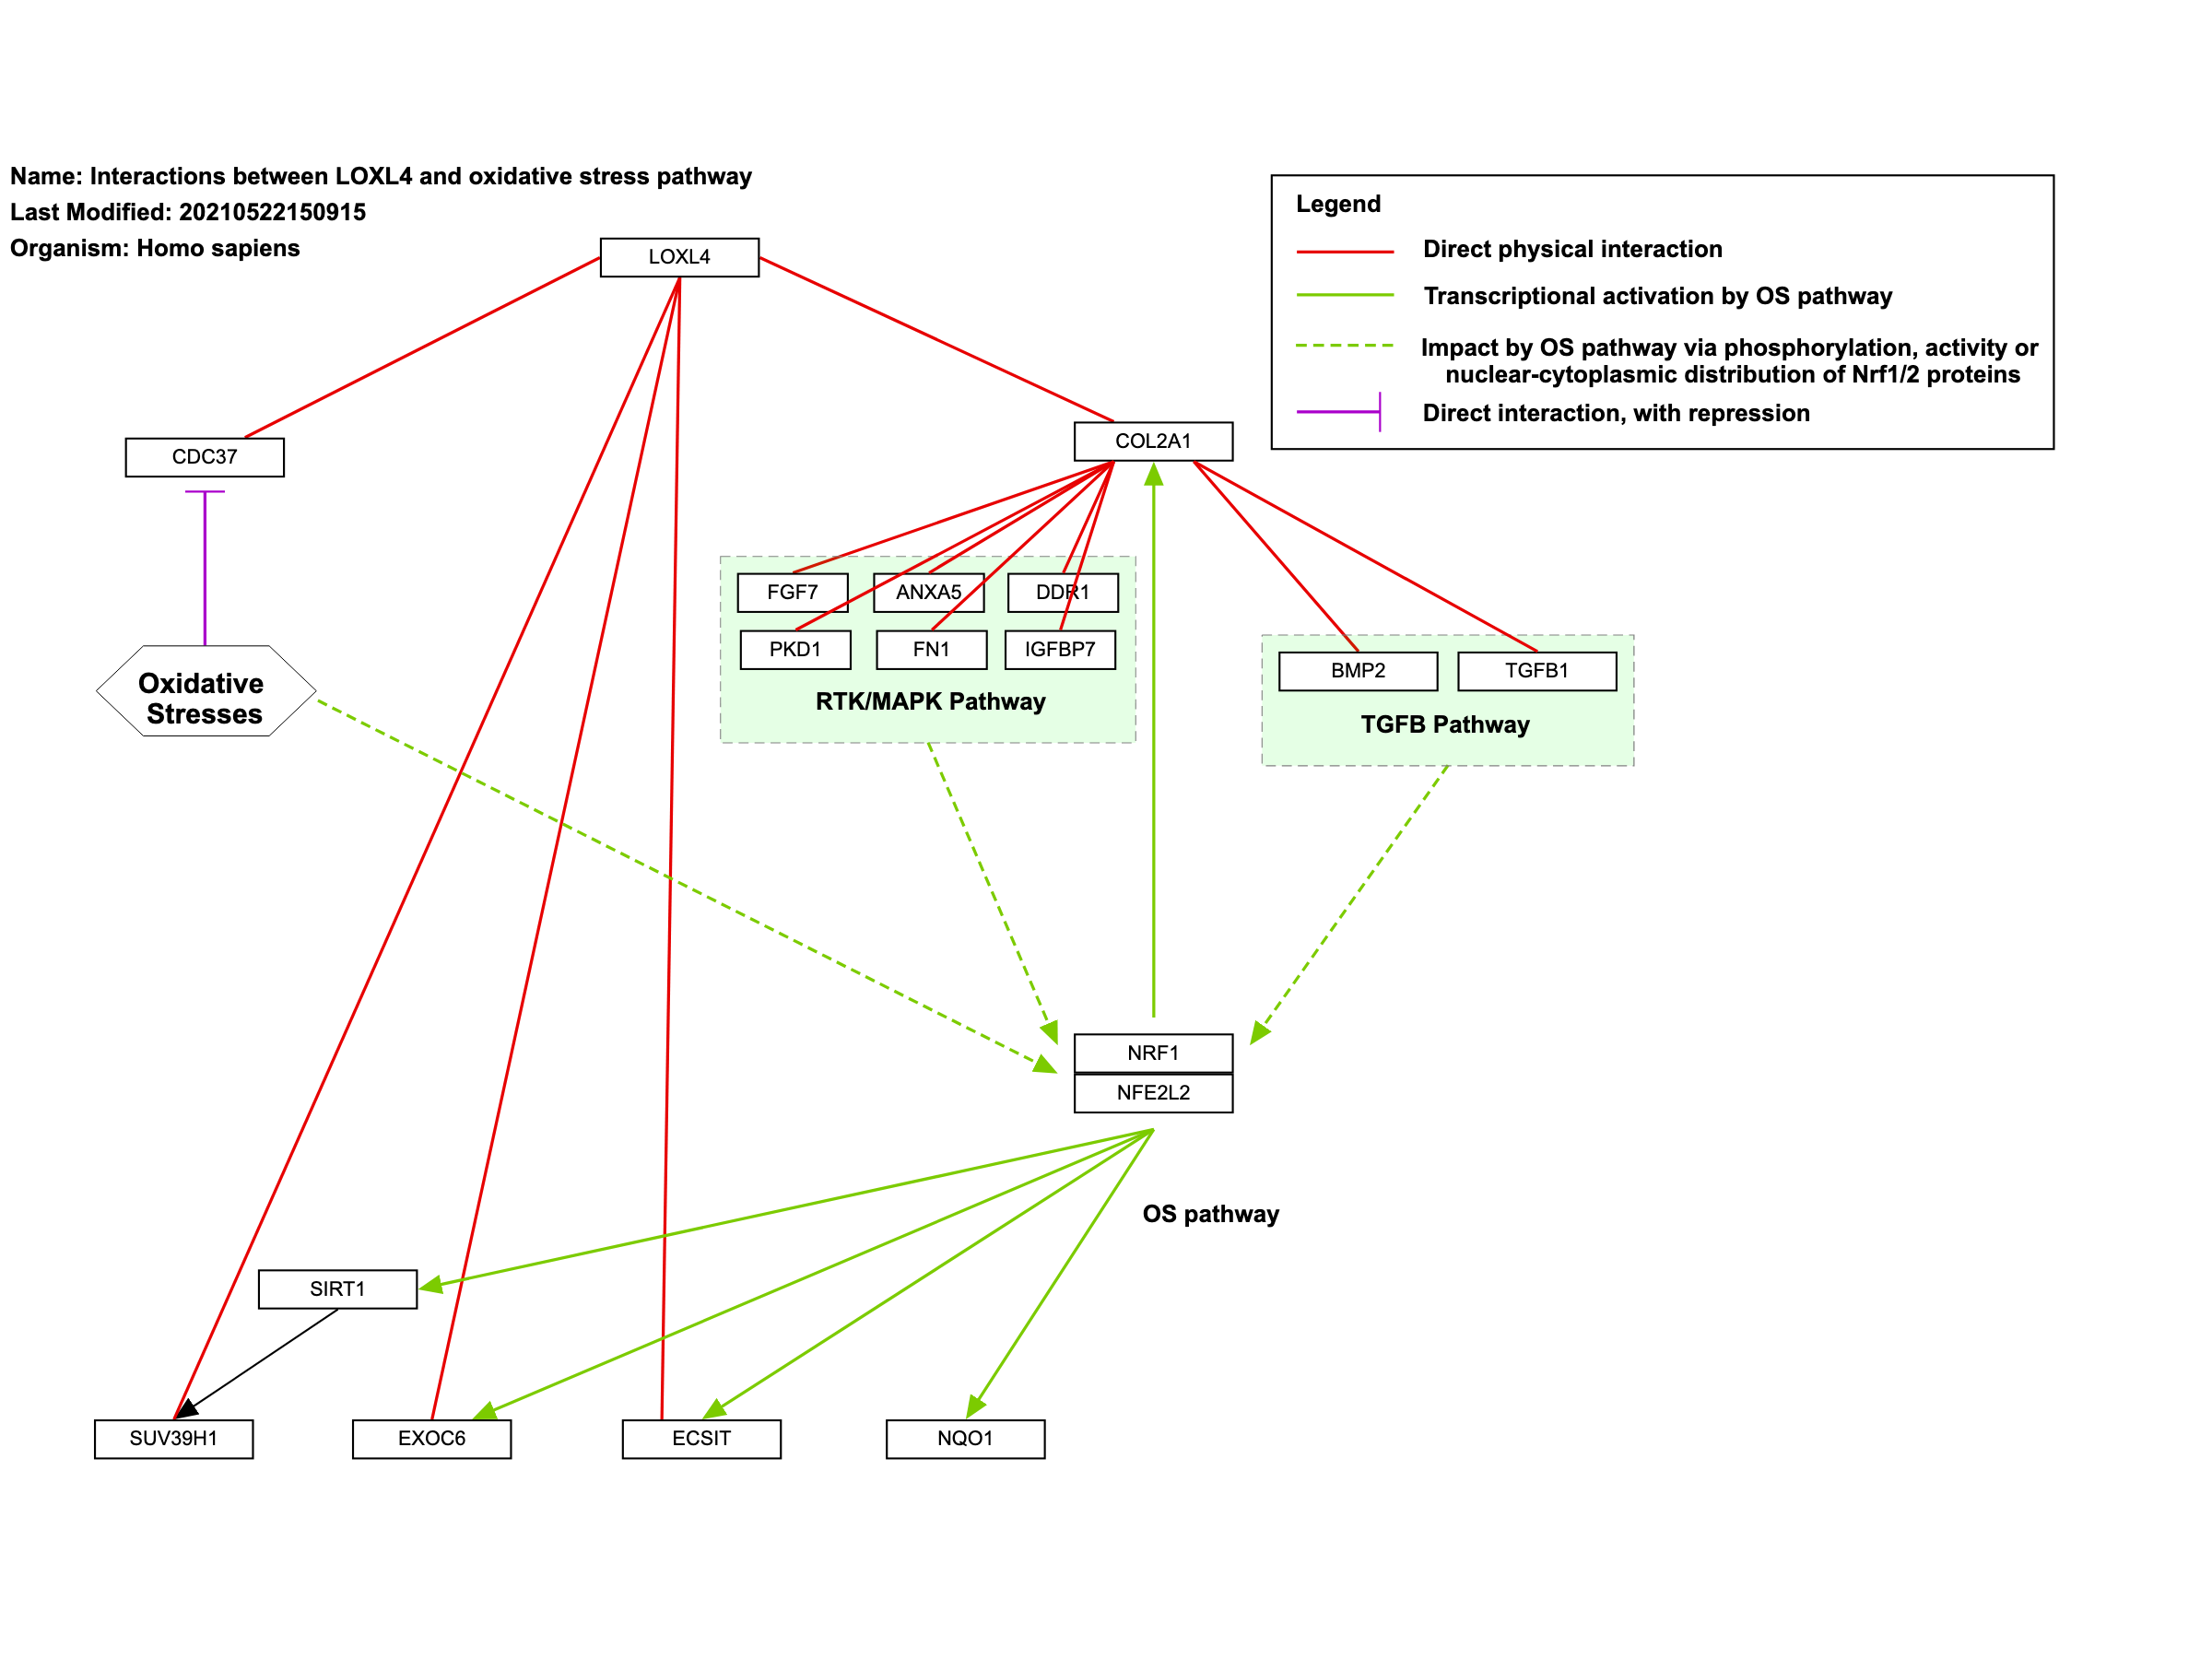 Name: Interactions between LOXL4 and oxidative stress pathway
Last Modified: 20210522150915
Organism: Homo sapiens
Legend
Direct physical interaction
Transcriptional activation by OS pathway
Impact by OS pathway via phosphorylation, activity or
nuclear-cytoplasmic distribution of Nrf1/2 proteins
Direct interaction, with repression
LOXL4
CDC37
COL2A1
FGF7
ANXA5
DDR1
PKD1
FN1
IGFBP7
RTK/MAPK Pathway
BMP2
TGFB1
TGFB Pathway
Oxidative
Stresses
NRF1
NFE2L2
OS pathway
SIRT1
SUV39H1
EXOC6
ECSIT
NQO1